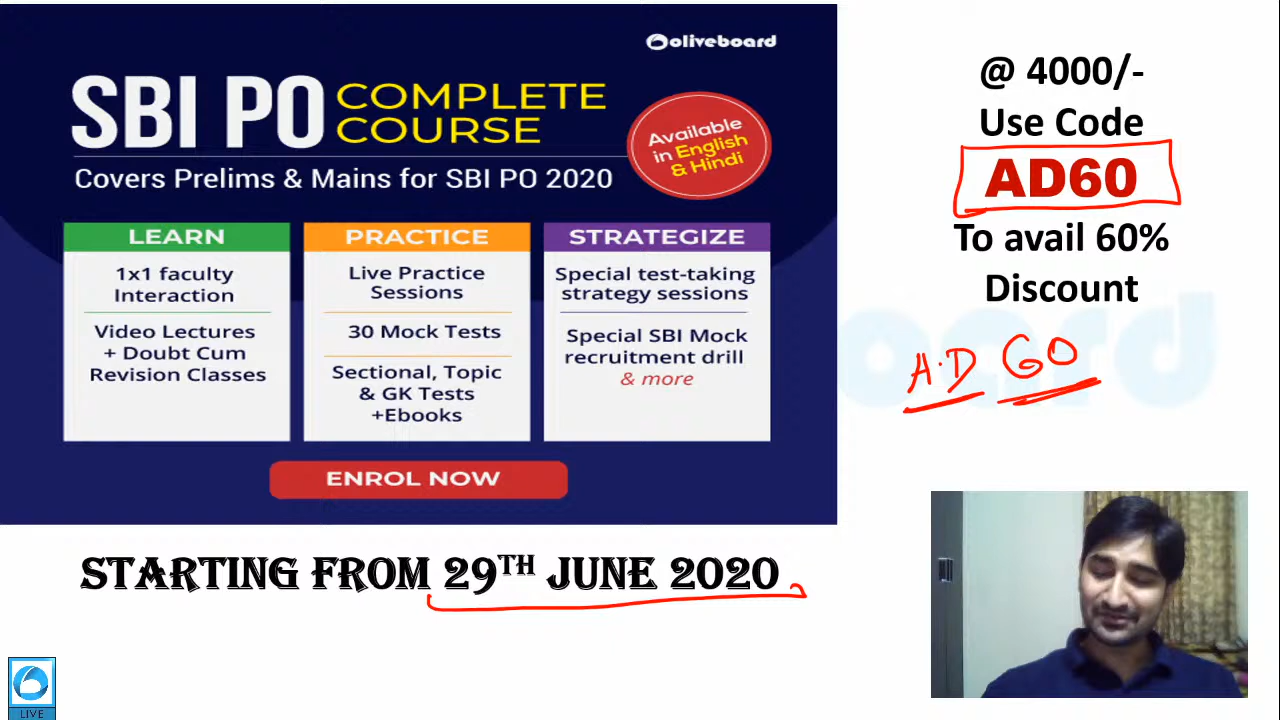 oliveboard
SBI PO COMPLETE
COURSE
Available
in English
& Hindi
Covers Prelims & Mains for SBI PO 2020
LEARN
1x1 faculty
Interaction
Video Lectures
+ Doubt Cum
Revision Classes
PRACTICE
Live Practice
Sessions
30 Mock Tests
Sectional, Topic
& GK Tests
+Ebooks
STRATEGIZE
Special test-taking
strategy sessions
Special SBI Mock
recruitment drill
& more
ENROL NOW
STARTING FROM 29TH JUNE 2020
@ 4000/-
Use Code
AD60
To avail 60%
Discount
A.D 60
LIVE